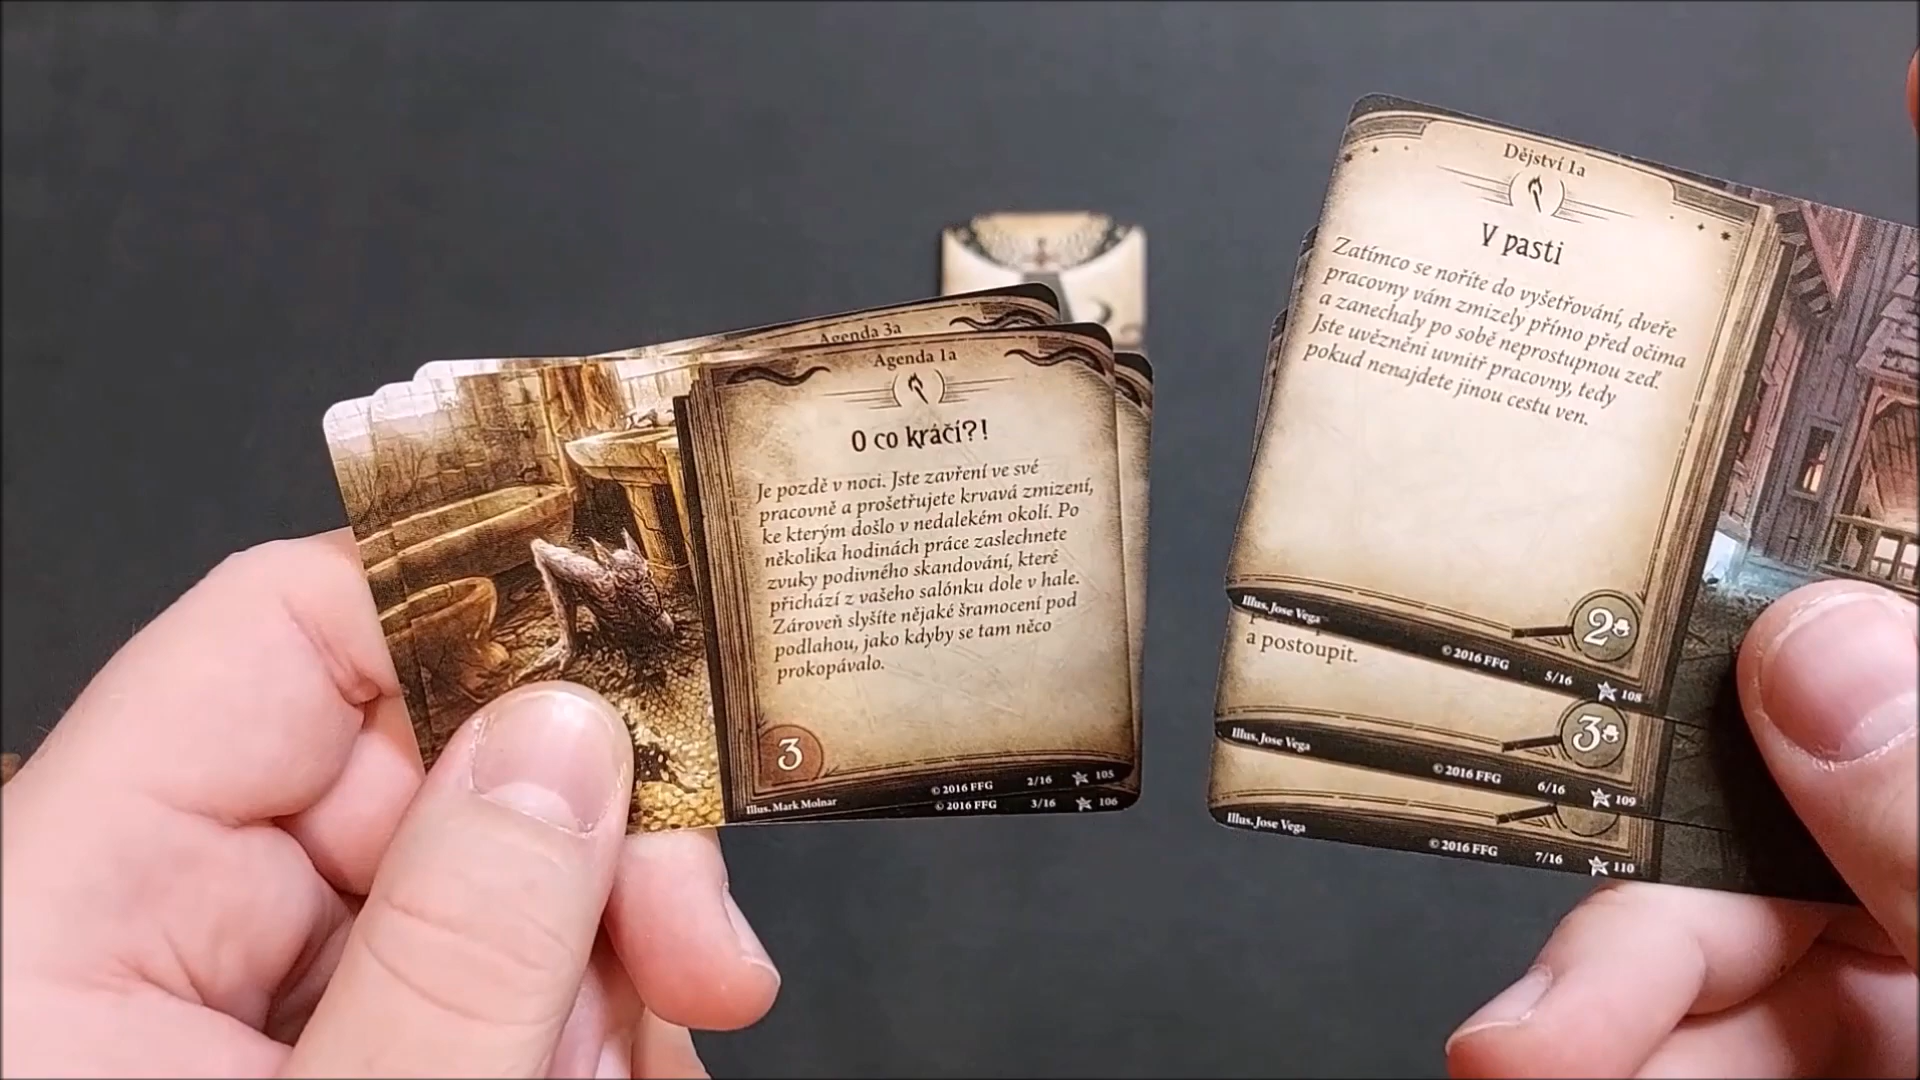 Agenda 3a
Agenda 1a
O co kráčí?!
Je pozdě v noci. Jste zavření ve své
pracovně a prošetřujete krvavá zmizení,
ke kterým došlo v nedalekém okolí. Po
několika hodinách práce zaslechnete
zvuky podivného skandování, které
přichází z vašeho salónku dole v hale.
Zároveň slyšíte nějaké šramocení pod
podlahou, jako kdyby se tam něco
prokopávalo.
3
© 2016 FFG 2/16 105
Illus. Mark Molnar © 2016 FFG 3/16 106
Dějství 1a
V pasti
Zatímco se noříte do vyšetřování, dveře
pracovny vám zmizely přímo před očima
a zanechaly po sobě neprostupnou zeď.
Jste uvězněni uvnitř pracovny, tedy
pokud nenajdete jinou cestu ven.
2
Illus. Jose Vega © 2016 FFG 5/16 108
a postoupit.
3
Illus. Jose Vega © 2016 FFG 6/16 109
Illus. Jose Vega © 2016 FFG 7/16 110